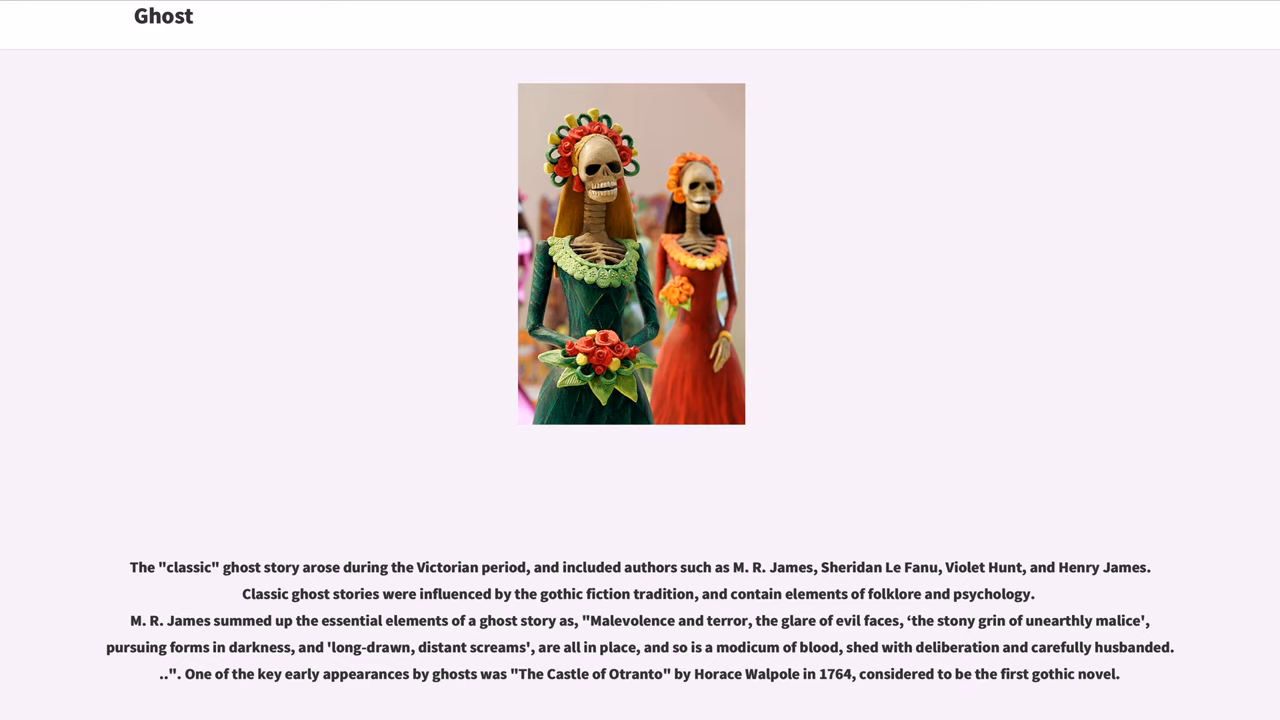 Ghost
The "classic" ghost story arose during the Victorian period, and included authors such as M. R. James, Sheridan Le Fanu, Violet Hunt, and Henry James.
Classic ghost stories were influenced by the gothic fiction tradition, and contain elements of folklore and psychology.
M. R. James summed up the essential elements of a ghost story as, "Malevolence and terror, the glare of evil faces, ‘the stony grin of unearthly malice',
pursuing forms in darkness, and 'long-drawn, distant screams', are all in place, and so is a modicum of blood, shed with deliberation and carefully husbanded.
..". One of the key early appearances by ghosts was "The Castle of Otranto" by Horace Walpole in 1764, considered to be the first gothic novel.